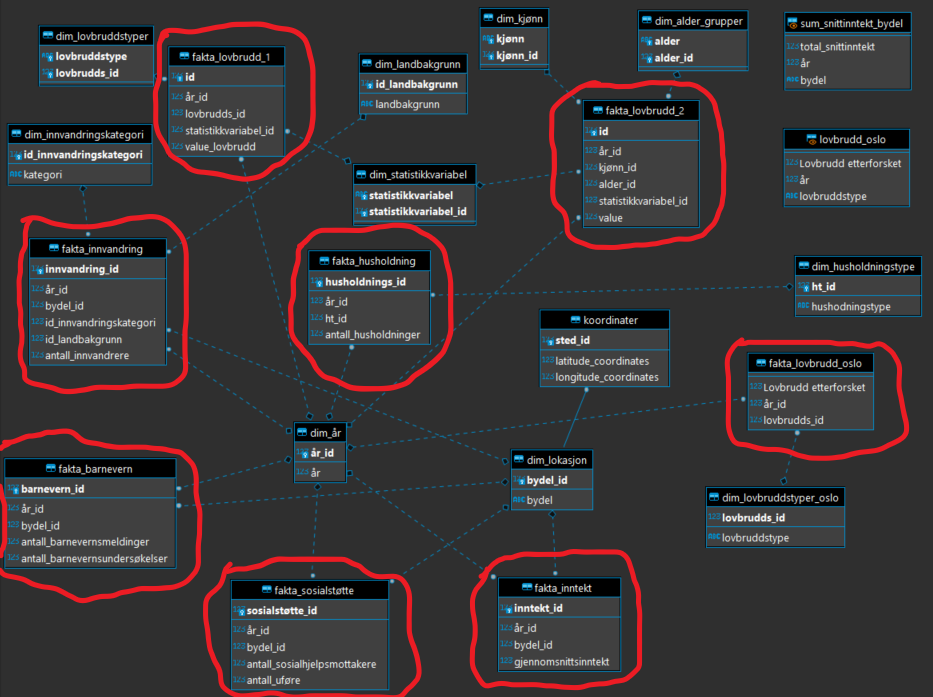 dim_lovbruddstyper
lovbruddstype
lovbrudds_id
fakta_lovbrudd_1
id
år_id
lovbrudds_id
statistikkvariabel_id
value_lovbrudd
dim_landbakgrunn
id_landbakgrunn
landbakgrunn
dim_kjønn
kjønn
kjønn_id
dim_alder_grupper
alder
alder_id
sum_snittinntekt_bydel
total_snittinntekt
år
bydel
dim_innvandringskategori
id_innvandringskategori
kategori
dim_statistikkvariabel
statistikkvariabel
statistikkvariabel_id
fakta_lovbrudd_2
id
år_id
kjønn_id
alder_id
statistikkvariabel_id
value
lovbrudd_oslo
Lovbrudd etterforsket
år
lovbruddstype
fakta_innvandring
innvandring_id
år_id
bydel_id
id_innvandringskategori
id_landbakgrunn
antall_innvandrere
fakta_husholdning
husholdnings_id
år_id
ht_id
antall_husholdninger
dim_husholdningstype
ht_id
hushodningstype
koordinater
sted_id
latitude_coordinates
longitude_coordinates
fakta_lovbrudd_oslo
Lovbrudd etterforsket
år_id
lovbrudds_id
dim_år
år_id
år
dim_lokasjon
bydel_id
bydel
fakta_barnevern
barnevern_id
år_id
bydel_id
antall_barnevernsmeldinger
antall_barnevernsundersøkelser
dim_lovbruddstyper_oslo
lovbrudds_id
lovbruddstype
fakta_sosialstøtte
sosialstøtte_id
år_id
bydel_id
antall_sosialhjelpsmottakere
antall_uføre
fakta_inntekt
inntekt_id
år_id
bydel_id
gjennomsnittsinntekt